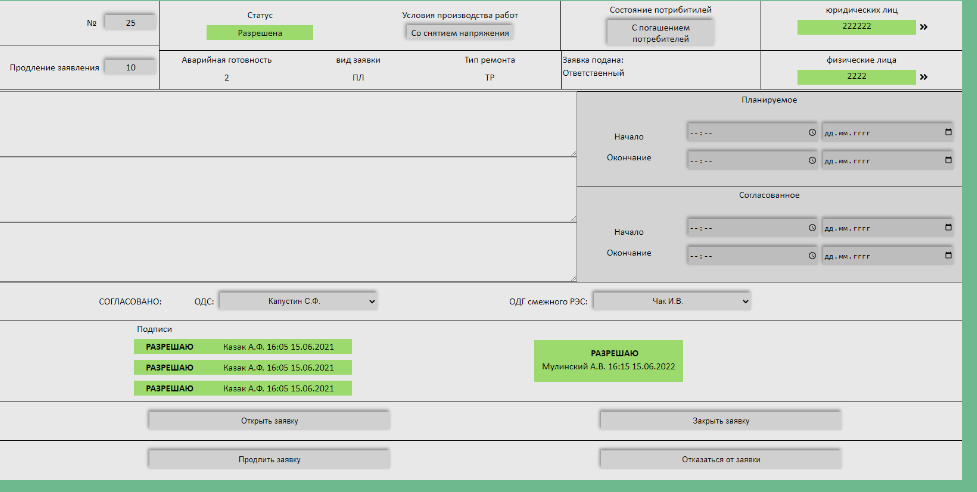 № 25
Статус
Разрешена
Условия производства работ
Со снятием напряжения
Состояние потрибитилей
С погашением
потребителей
юридических лиц
222222 »
Продление заявления 10
Аварийная готовность
2
вид заявки
ПЛ
Тип ремонта
ТР
Заявка подана:
Ответственный
физические лица
2222 »
Планируемое
Начало --:-- дд.мм.гггг
Окончание --:-- дд.мм.гггг
Согласованное
Начало --:-- дд.мм.гггг
Окончание --:-- дд.мм.гггг
СОГЛАСОВАНО: ОДС: Капустин С.Ф. ОДГ смежного РЭС: Чак И.В.
Подписи
РАЗРЕШАЮ Казак А.Ф. 16:05 15.06.2021
РАЗРЕШАЮ Казак А.Ф. 16:05 15.06.2021
РАЗРЕШАЮ Казак А.Ф. 16:05 15.06.2021
РАЗРЕШАЮ
Мулинский А.В. 16:15 15.06.2022
Открыть заявку Закрыть заявку
Продлить заявку Отказаться от заявки